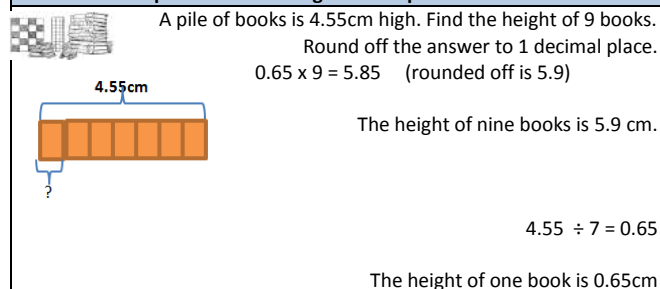 A pile of books is 4.55cm high. Find the height of 9 books.
Round off the answer to 1 decimal place.
0.65 x 9 = 5.85 (rounded off is 5.9)
4.55cm
The height of nine books is 5.9 cm.
?
4.55 ÷ 7 = 0.65
The height of one book is 0.65cm